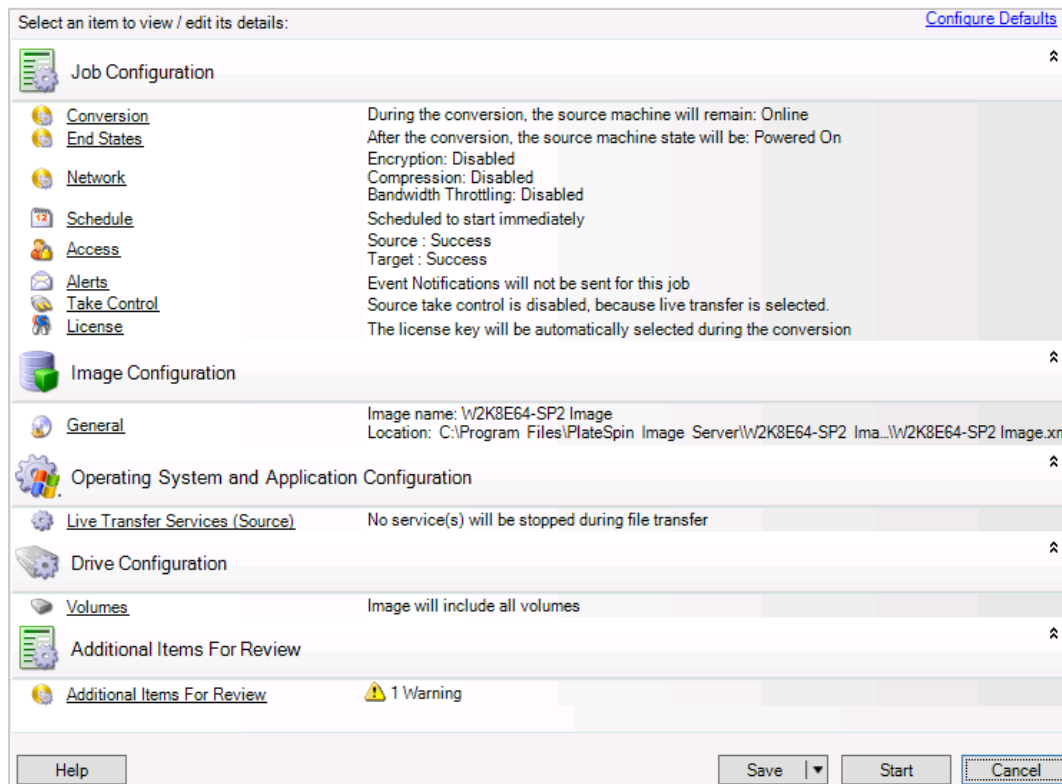 Select an item to view / edit its details:
Configure Defaults
Job Configuration
Conversion During the conversion, the source machine will remain: Online
End States After the conversion, the source machine state will be: Powered On
Encryption: Disabled
Network Compression: Disabled
Bandwidth Throttling: Disabled
Schedule Scheduled to start immediately
Access Source : Success
Target : Success
Alerts Event Notifications will not be sent for this job
Take Control Source take control is disabled, because live transfer is selected.
License The license key will be automatically selected during the conversion
Image Configuration
General Image name: W2K8E64-SP2 Image
Location: C:\Program Files\PlateSpin Image Server\W2K8E64-SP2 Ima...\W2K8E64-SP2 Image.xm
Operating System and Application Configuration
Live Transfer Services (Source) No service(s) will be stopped during file transfer
Drive Configuration
Volumes Image will include all volumes
Additional Items For Review
Additional Items For Review 1 Warning
Help Save Start Cancel